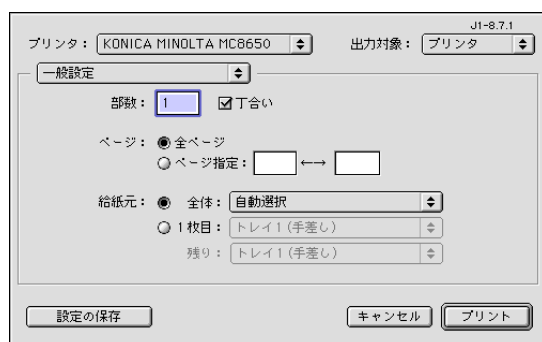 J1-8.7.1
プリンタ： KONICA MINOLTA MC8650 出力対象： プリンタ
一般設定
部数： 1 丁合い
ページ： 全ページ
ページ指定： ←→
給紙元： 全体： 自動選択
1枚目： トレイ1(手差し)
残り： トレイ1(手差し)
設定の保存 キャンセル プリント